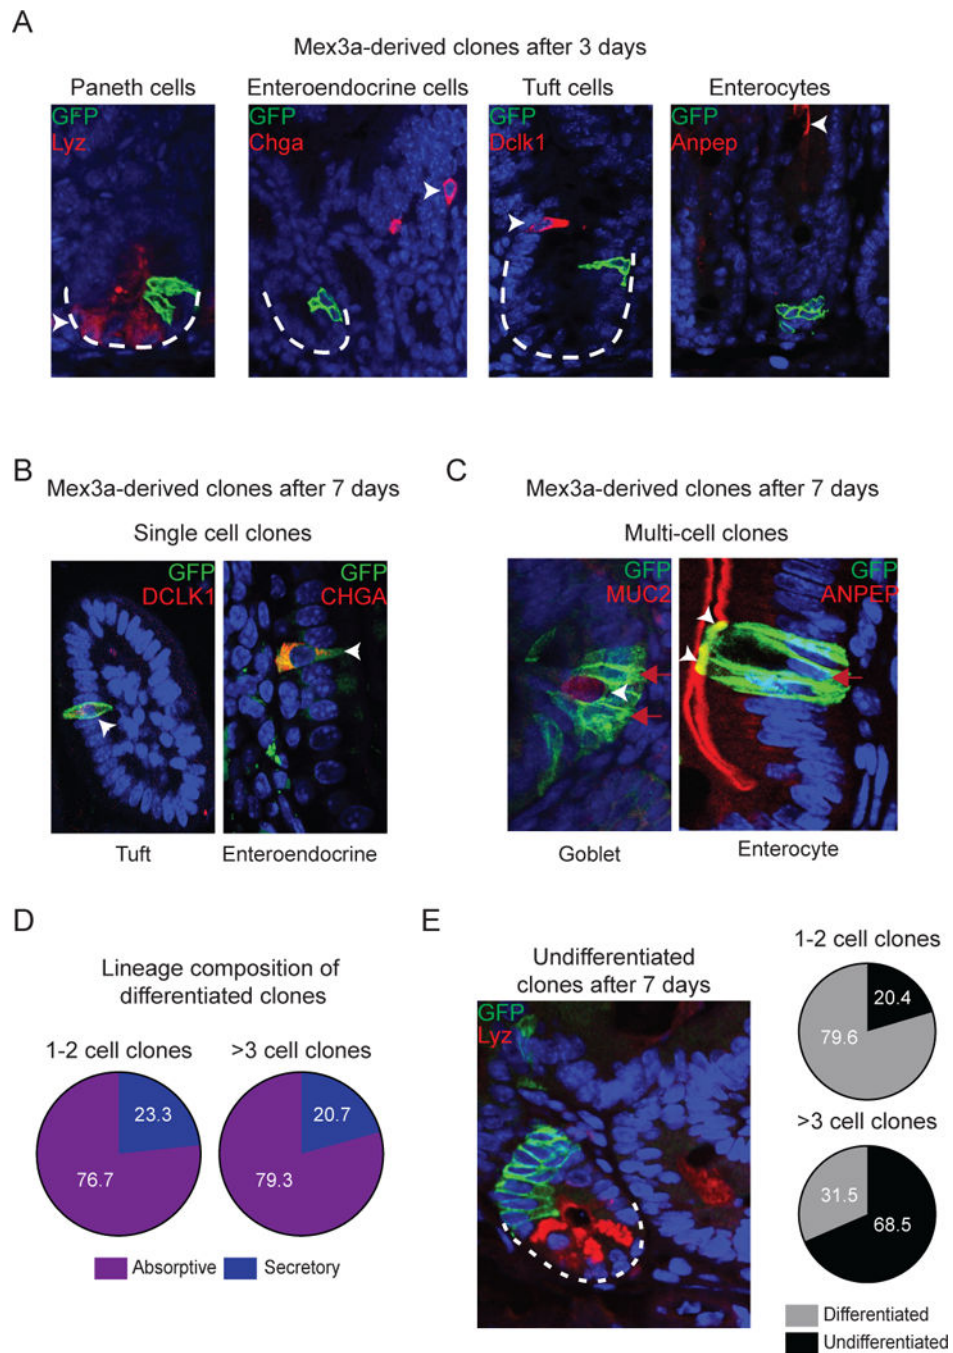 A
Mex3a-derived clones after 3 days
Paneth cells
Enteroendocrine cells
Tuft cells
Enterocytes
GFP
Lyz
GFP
Chga
GFP
Dclk1
GFP
Anpep
B
Mex3a-derived clones after 7 days
Single cell clones
GFP
DCLK1
GFP
CHGA
Tuft
Enteroendocrine
C
Mex3a-derived clones after 7 days
Multi-cell clones
GFP
MUC2
GFP
ANPEP
Goblet
Enterocyte
D
Lineage composition of
differentiated clones
1-2 cell clones
>3 cell clones
23.3
76.7
20.7
79.3
Absorptive
Secretory
E
Undifferentiated
clones after 7 days
GFP
Lyz
1-2 cell clones
20.4
79.6
>3 cell clones
31.5
68.5
Differentiated
Undifferentiated